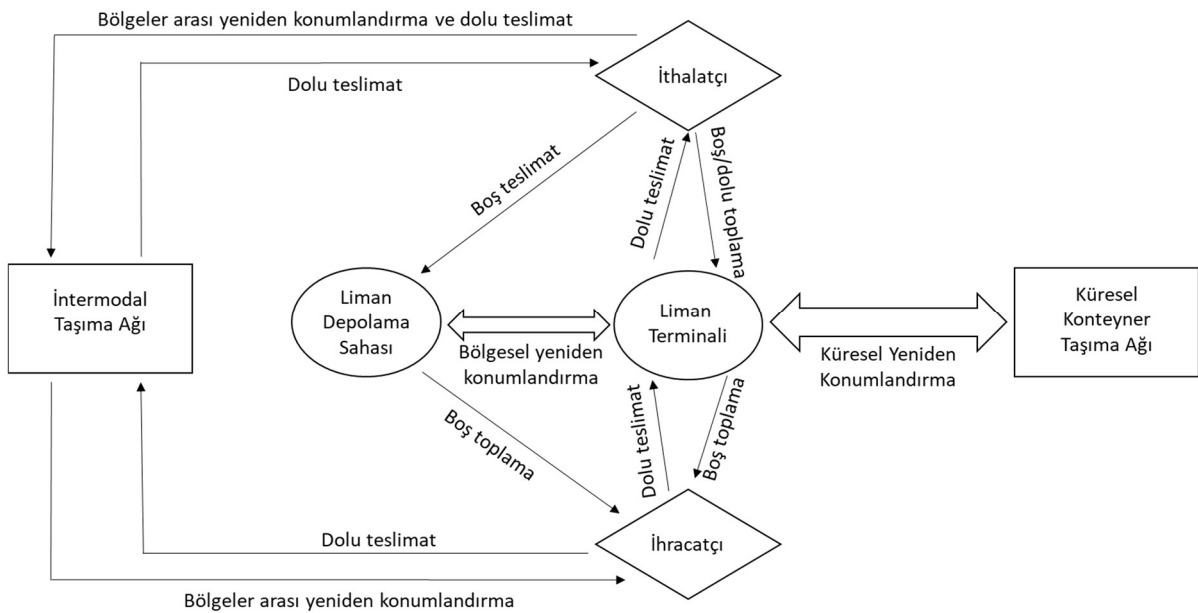 Bölgeler arası yeniden konumlandırma ve dolu teslimat
Dolu teslimat
İthalatçı
Boş teslimat
Dolu teslimat
Boş/dolu toplama
İntermodal
Taşıma Ağı
Liman
Depolama
Sahası
Bölgesel yeniden
konumlandırma
Liman
Terminali
Küresel Yeniden
Konumlandırma
Küresel
Konteyner
Taşıma Ağı
Boş toplama
Dolu teslimat
Boş toplama
Dolu teslimat
İhracatçı
Bölgeler arası yeniden konumlandırma